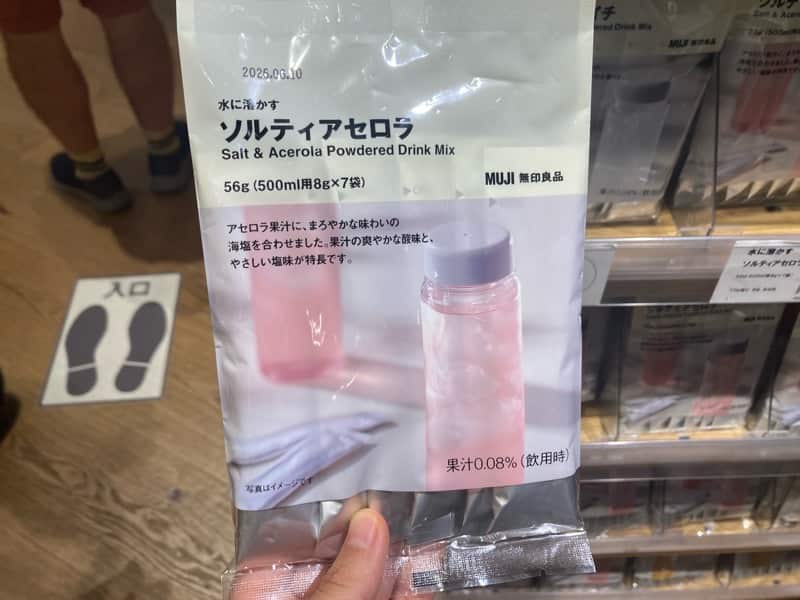 2026.06.10
水に溶かす
ソルティアセロラ
Salt & Acerola Powdered Drink Mix
56g (500ml用8g×7袋)
MUJI 無印良品
アセロラ果汁に、まろやかな味わいの
海塩を合わせました。果汁の爽やかな酸味と、
やさしい塩味が特長です。
果汁0.08%(飲用時)
写真はイメージです
入口
MUJI 無印良品
水に溶かす
ソルティアセロラ